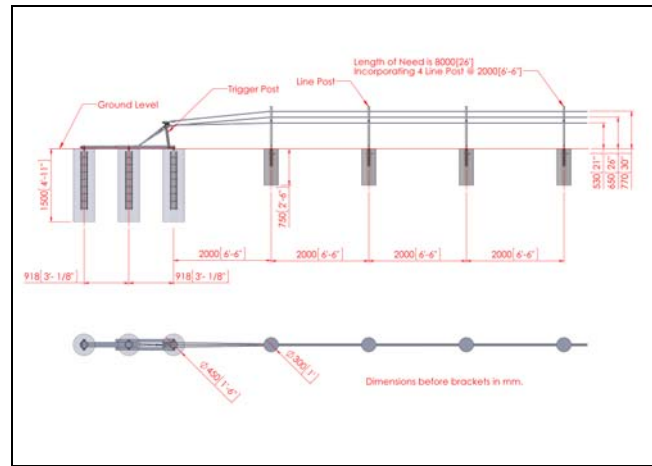 Length of Need is 8000[26']
Incorporating 4 Line Post @ 2000[6'-6"]
Line Post
Trigger Post
Ground Level
1500[4'-11"]
750[2'-6"]
530[21"]
650[26"]
770[30"]
2000[6'-6"]
2000[6'-6"]
2000[6'-6"]
2000[6'-6"]
918[3'- 1/8"]
918[3'- 1/8"]
Ø450[1'-6"]
Ø300[1']
Dimensions before brackets in mm.